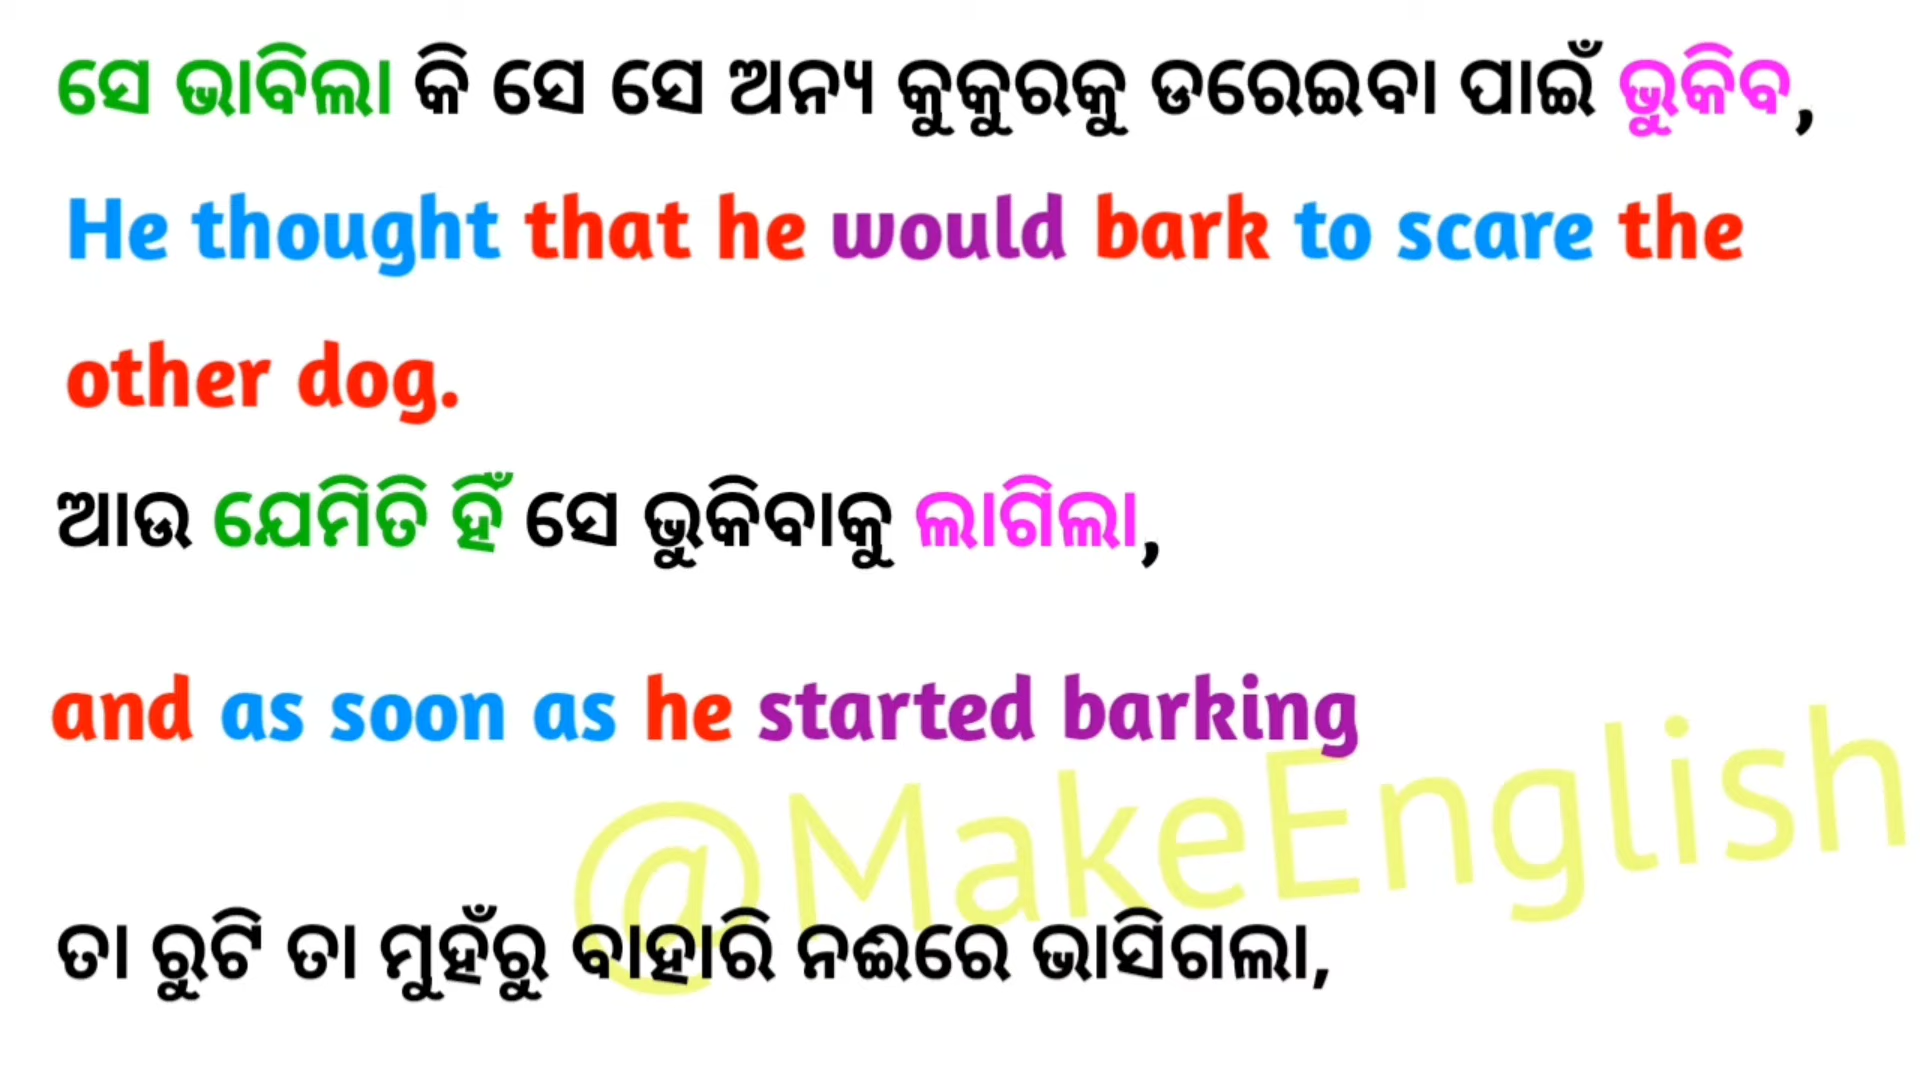 ସେ ଭାବିଲା କି ସେ ସେ ଅନ୍ୟ କୁକୁରକୁ ଡରେଇବା ପାଇଁ ଭୁକିବ,
He thought that he would bark to scare the
other dog.
ଆଉ ଯେମିତି ହିଁ ସେ ଭୁକିବାକୁ ଲାଗିଲା,
and as soon as he started barking
@MakeEnglish
ତା ରୁଟି ତା ମୁହଁରୁ ବାହାରି ନଈରେ ଭାସିଗଲା,